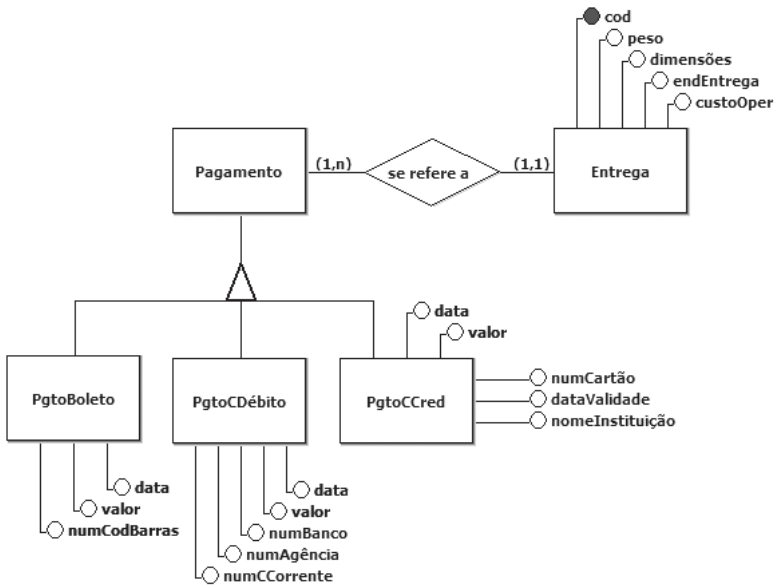 cod
peso
dimensões
endEntrega
custoOper
Pagamento
(1,n)
se refere a
(1,1)
Entrega
data
valor
PgtoBoleto
PgtoCDébito
PgtoCCred
numCartão
dataValidade
nomeInstituição
data
valor
numCodBarras
data
valor
numBanco
numAgência
numCCorrente